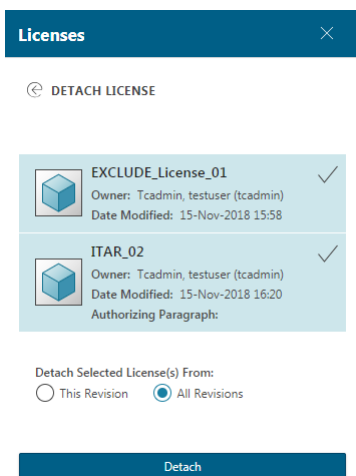 Licenses
DETACH LICENSE
EXCLUDE_License_01
Owner: Tcadmin, testuser (tcadmin)
Date Modified: 15-Nov-2018 15:58
ITAR_02
Owner: Tcadmin, testuser (tcadmin)
Date Modified: 15-Nov-2018 16:20
Authorizing Paragraph:
Detach Selected License(s) From:
This Revision All Revisions
Detach